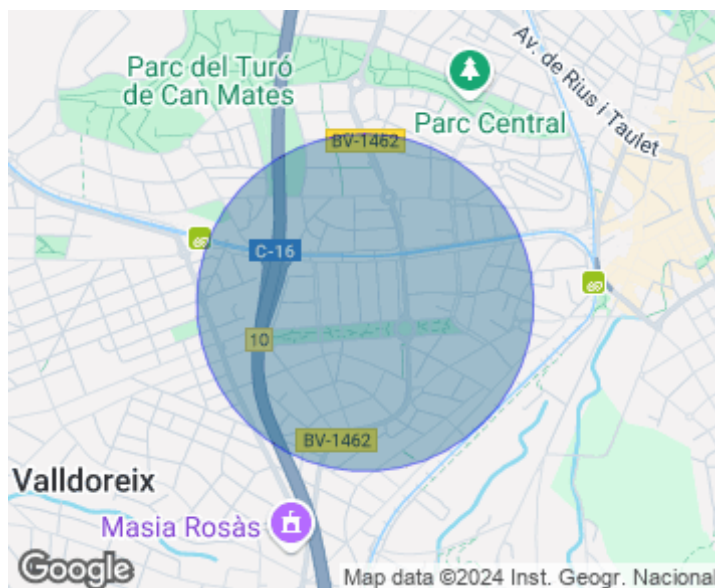 Parc del Turó
de Can Mates
Av. de Rius i Taulet
Parc Central
BV-1462
C-16
10
BV-1462
Valldoreix
Masia Rosàs
Google
Map data ©2024 Inst. Geogr. Nacional